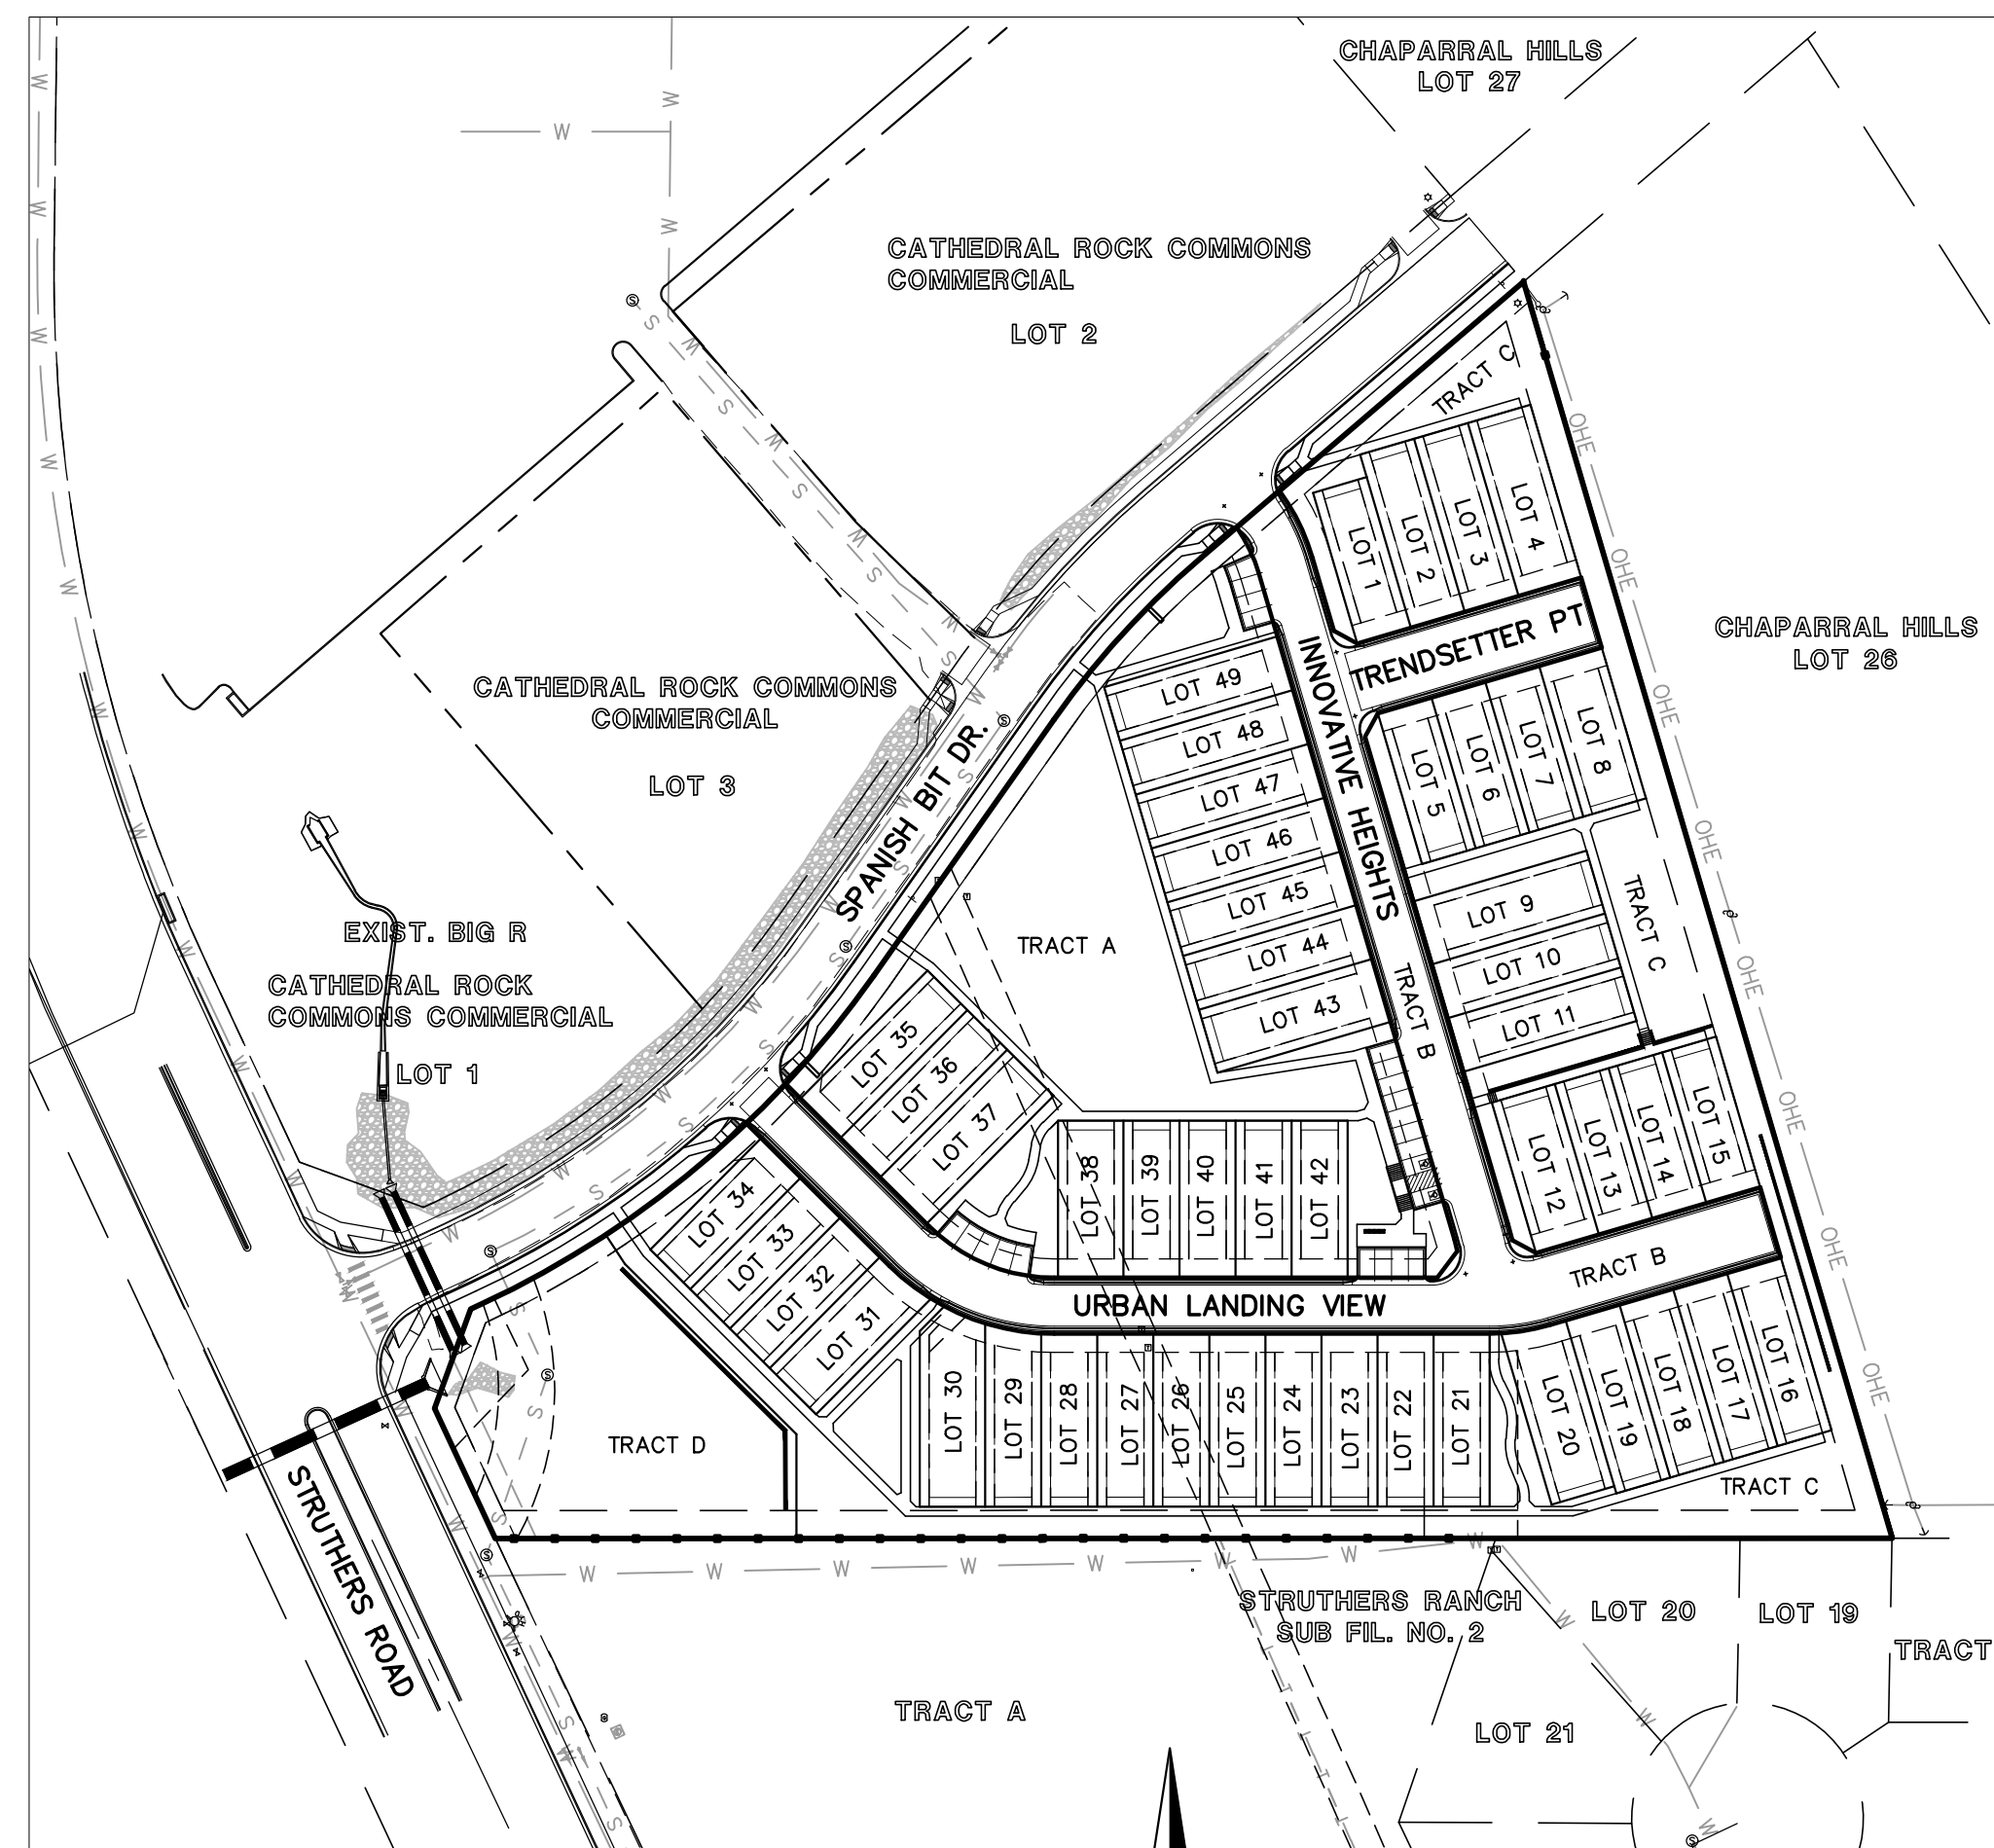 CHAPARRAL HILLS
LOT 27
CATHEDRAL ROCK COMMONS
COMMERCIAL
LOT 2
TRACT C
LOT 1
LOT 2
LOT 3
LOT 4
TRENDSETTER PT
CHAPARRAL HILLS
LOT 26
CATHEDRAL ROCK COMMONS
COMMERCIAL
LOT 3
SPANISH BIT DR.
INNOVATIVE HEIGHTS
LOT 49
LOT 48
LOT 47
LOT 46
LOT 45
LOT 44
LOT 43
LOT 5
LOT 6
LOT 7
LOT 8
LOT 9
LOT 10
LOT 11
TRACT C
TRACT B
TRACT A
EXIST. BIG R
CATHEDRAL ROCK
COMMONS COMMERCIAL
LOT 1
LOT 35
LOT 36
LOT 37
LOT 38
LOT 39
LOT 40
LOT 41
LOT 42
LOT 12
LOT 13
LOT 14
LOT 15
TRACT B
URBAN LANDING VIEW
LOT 34
LOT 33
LOT 32
LOT 31
LOT 30
LOT 29
LOT 28
LOT 27
LOT 26
LOT 25
LOT 24
LOT 23
LOT 22
LOT 21
LOT 20
LOT 19
LOT 18
LOT 17
LOT 16
TRACT C
TRACT D
STRUTHERS ROAD
STRUTHERS RANCH
SUB FIL. NO. 2
LOT 20
LOT 19
TRACT
TRACT A
LOT 21
OHE
OHE
OHE
OHE
OHE
OHE
OHE
OHE